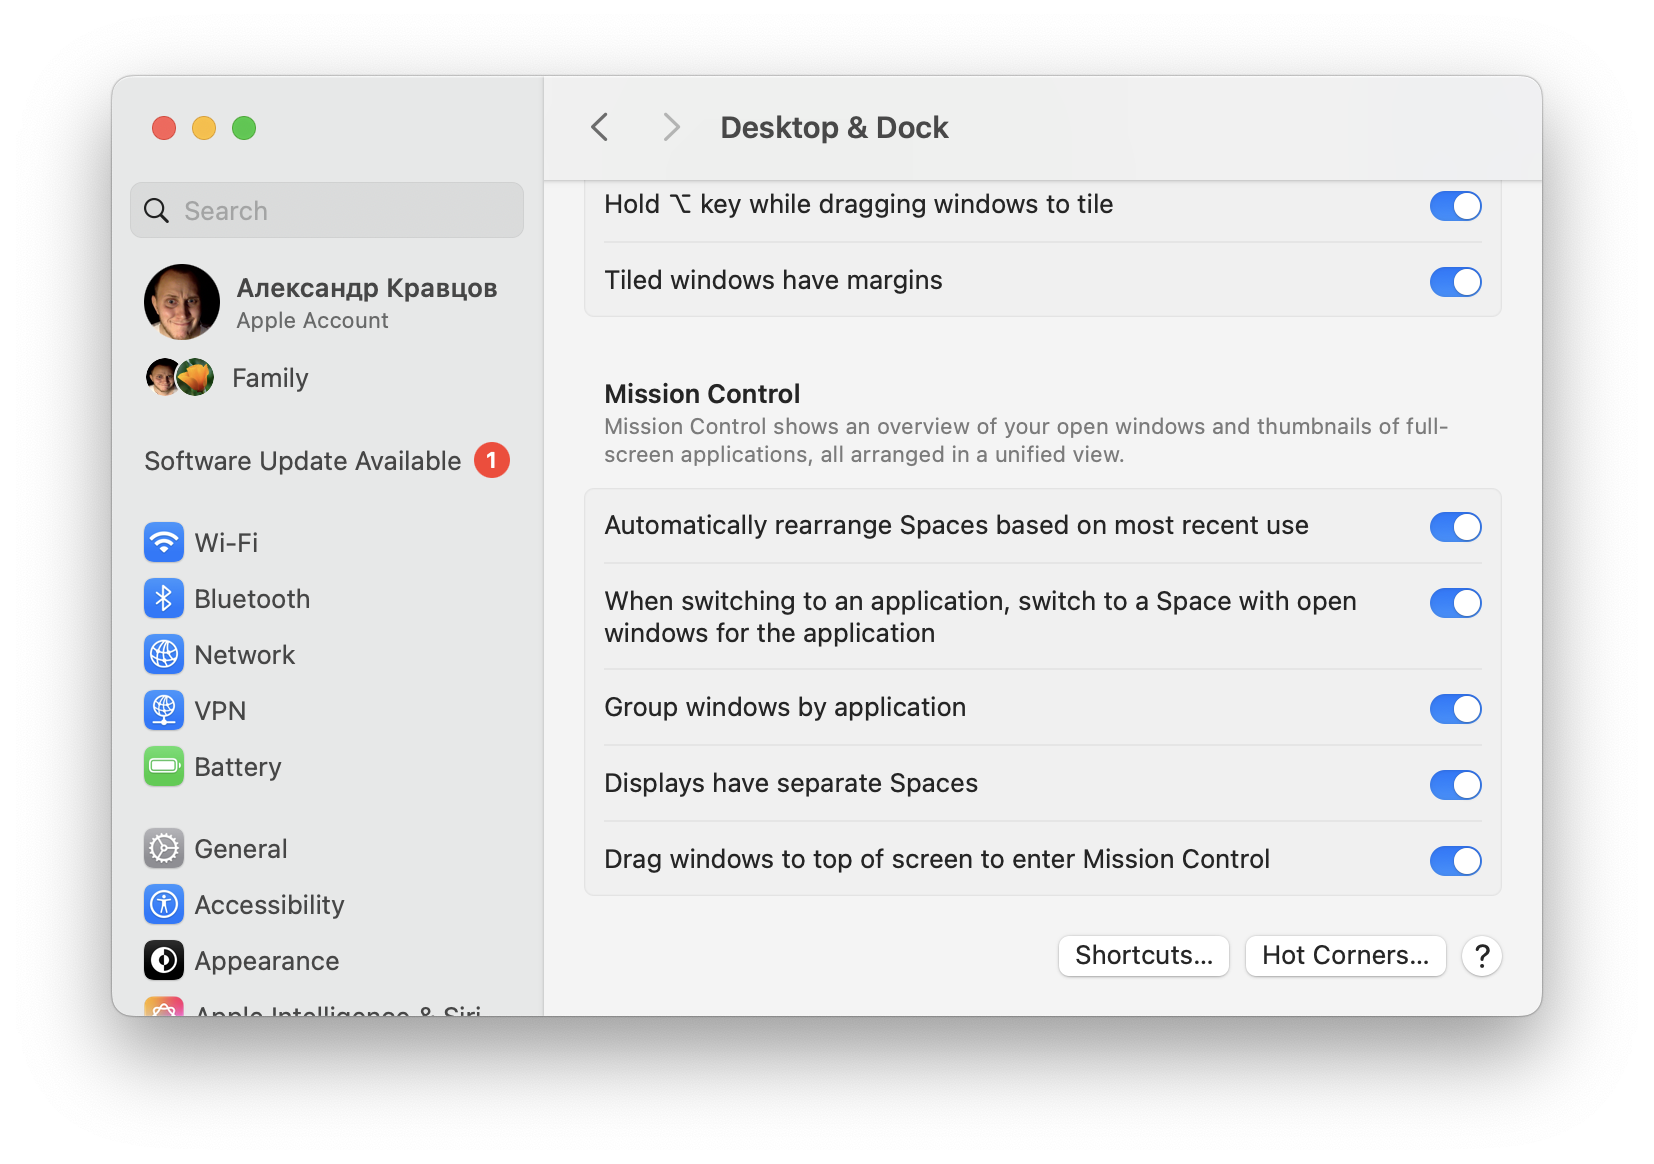 Search
Александр Кравцов
Apple Account
Family
Software Update Available 1
Wi-Fi
Bluetooth
Network
VPN
Battery
General
Accessibility
Appearance
Apple Intelligence & Siri
Desktop & Dock
Hold ⌥ key while dragging windows to tile
Tiled windows have margins
Mission Control
Mission Control shows an overview of your open windows and thumbnails of full-
screen applications, all arranged in a unified view.
Automatically rearrange Spaces based on most recent use
When switching to an application, switch to a Space with open
windows for the application
Group windows by application
Displays have separate Spaces
Drag windows to top of screen to enter Mission Control
Shortcuts... Hot Corners... ?